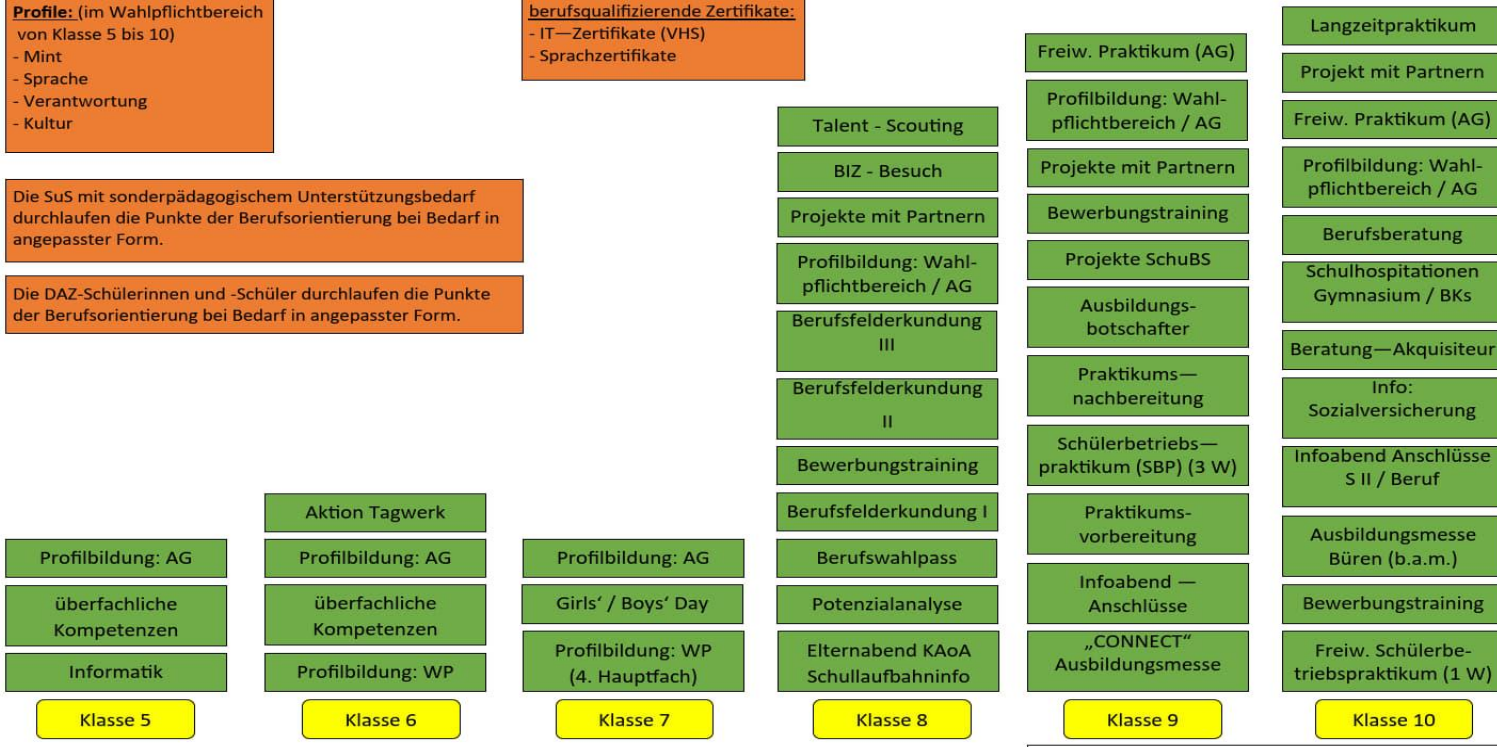 Profile: (im Wahlpflichtbereich
von Klasse 5 bis 10)
- Mint
- Sprache
- Verantwortung
- Kultur
berufsqualifizierende Zertifikate:
- IT—Zertifikate (VHS)
- Sprachzertifikate
Die SuS mit sonderpädagogischem Unterstützungsbedarf
durchlaufen die Punkte der Berufsorientierung bei Bedarf in
angepasster Form.
Die DAZ-Schülerinnen und -Schüler durchlaufen die Punkte
der Berufsorientierung bei Bedarf in angepasster Form.
Profilbildung: AG
überfachliche
Kompetenzen
Informatik
Klasse 5
Aktion Tagwerk
Profilbildung: AG
überfachliche
Kompetenzen
Profilbildung: WP
Klasse 6
Profilbildung: AG
Girls‘ / Boys‘ Day
Profilbildung: WP
(4. Hauptfach)
Klasse 7
Talent - Scouting
BIZ - Besuch
Projekte mit Partnern
Profilbildung: Wahl-
pflichtbereich / AG
Berufsfelderkundung
III
Berufsfelderkundung
II
Bewerbungstraining
Berufsfelderkundung I
Berufswahlpass
Potenzialanalyse
Elternabend KAoA
Schullaufbahninfo
Klasse 8
Freiw. Praktikum (AG)
Profilbildung: Wahl-
pflichtbereich / AG
Projekte mit Partnern
Bewerbungstraining
Projekte SchuBS
Ausbildungs-
botschafter
Praktikums—
nachbereitung
Schülerbetriebs—
praktikum (SBP) (3 W)
Praktikums-
vorbereitung
Infoabend —
Anschlüsse
„CONNECT“
Ausbildungsmesse
Klasse 9
Langzeitpraktikum
Projekt mit Partnern
Freiw. Praktikum (AG)
Profilbildung: Wahl-
pflichtbereich / AG
Berufsberatung
Schulhospitationen
Gymnasium / BKs
Beratung—Akquisiteur
Info:
Sozialversicherung
Infoabend Anschlüsse
S II / Beruf
Ausbildungsmesse
Büren (b.a.m.)
Bewerbungstraining
Freiw. Schülerbe-
triebspraktikum (1 W)
Klasse 10